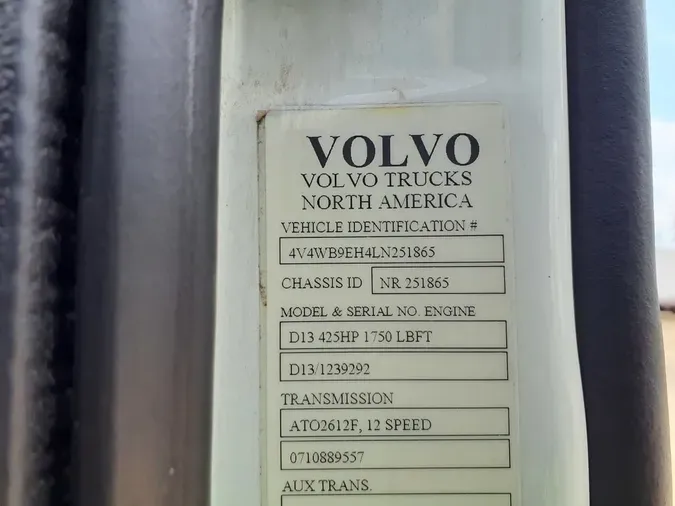 VOLVO
VOLVO TRUCKS
NORTH AMERICA
VEHICLE IDENTIFICATION #
4V4WB9EH4LN251865
CHASSIS ID NR 251865
MODEL & SERIAL NO. ENGINE
D13 425HP 1750 LBFT
D13/1239292
TRANSMISSION
ATO2612F, 12 SPEED
0710889557
AUX TRANS.